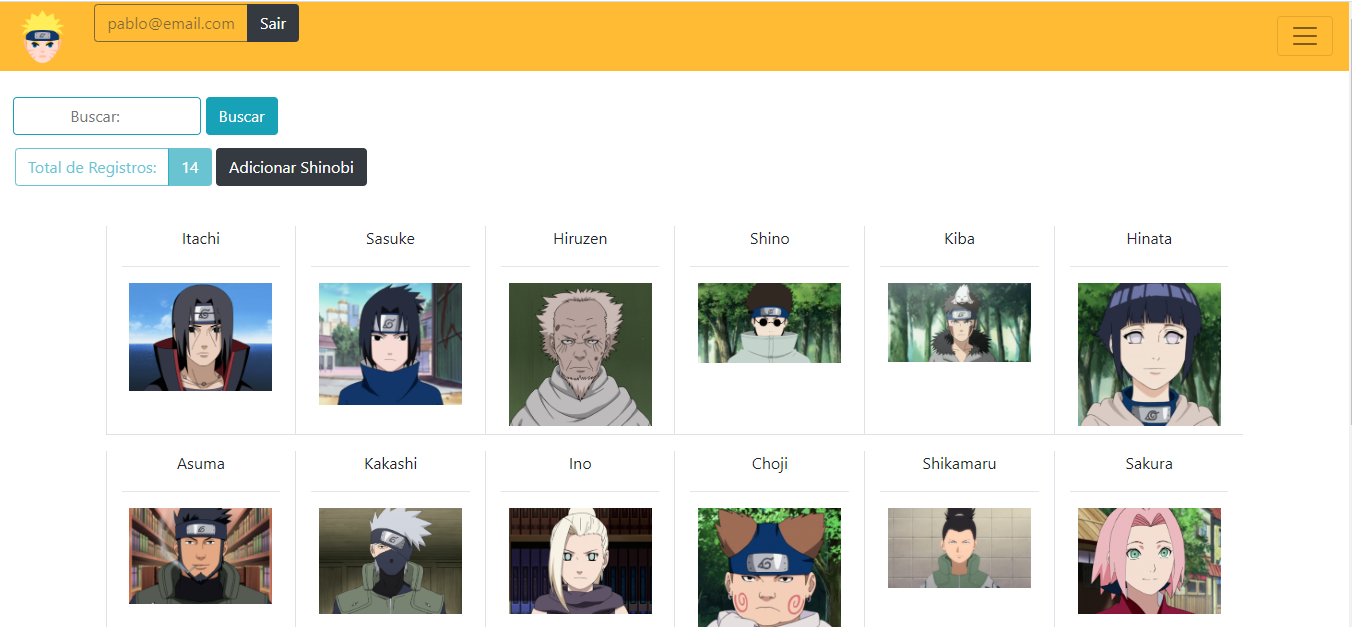 pablo@email.com Sair
Buscar: Buscar
Total de Registros: 14 Adicionar Shinobi
Itachi Sasuke Hiruzen Shino Kiba Hinata
Asuma Kakashi Ino Choji Shikamaru Sakura